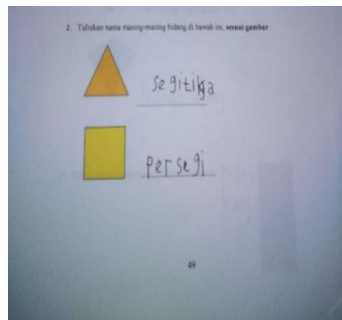 2. Tuliskan nama masing-masing bidang di bawah ini, sesuai gambar
segitiga
persegi
49